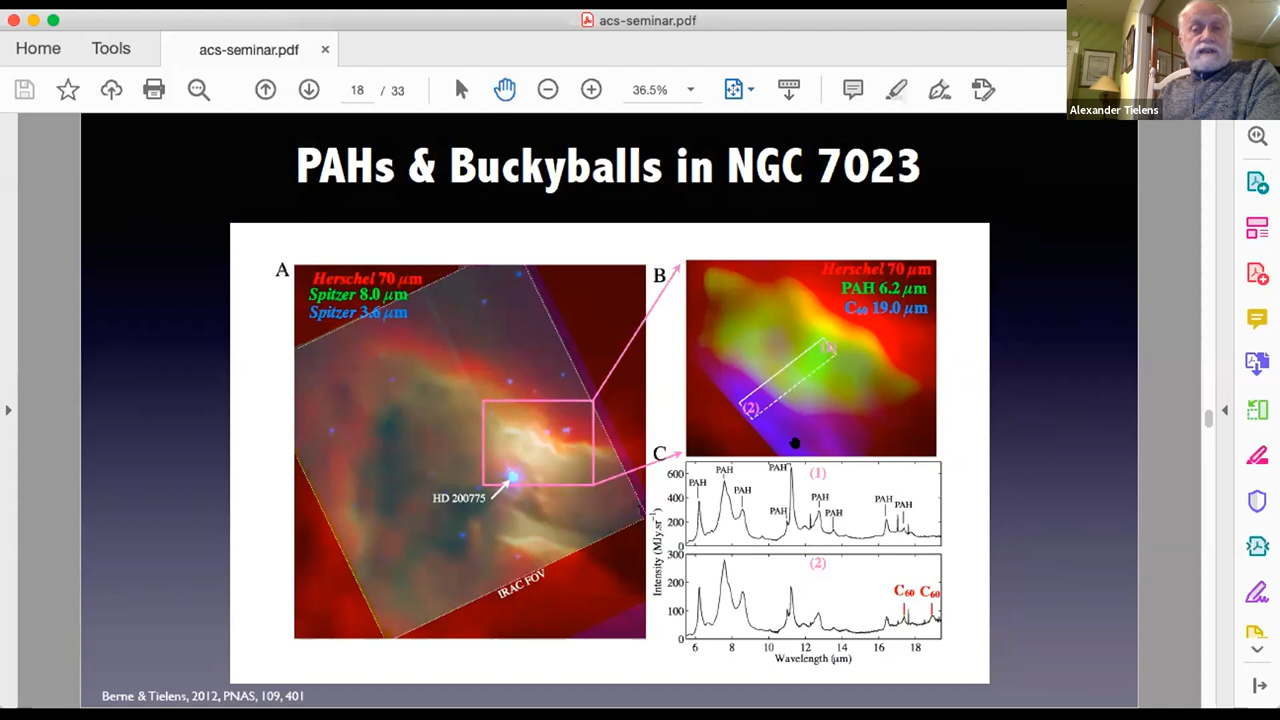 acs-seminar.pdf
Home
Tools
acs-seminar.pdf ×
18 / 33
36.5%
Alexander Tielens
PAHs & Buckyballs in NGC 7023
A
Herschel 70 μm
Spitzer 8.0 μm
Spitzer 3.6 μm
HD 200775
IRAC FOV
B
Herschel 70 μm
PAH 6.2 μm
C60 19.0 μm
(1)
(2)
C
(1)
PAH
PAH
PAH
PAH
PAH
PAH
PAH
PAH
PAH
600
400
200
0
Intensity (MJy.sr⁻¹)
(2)
C60 C60
300
200
100
0
6 8 10 12 14 16 18
Wavelength (μm)
Berne & Tielens, 2012, PNAS, 109, 401